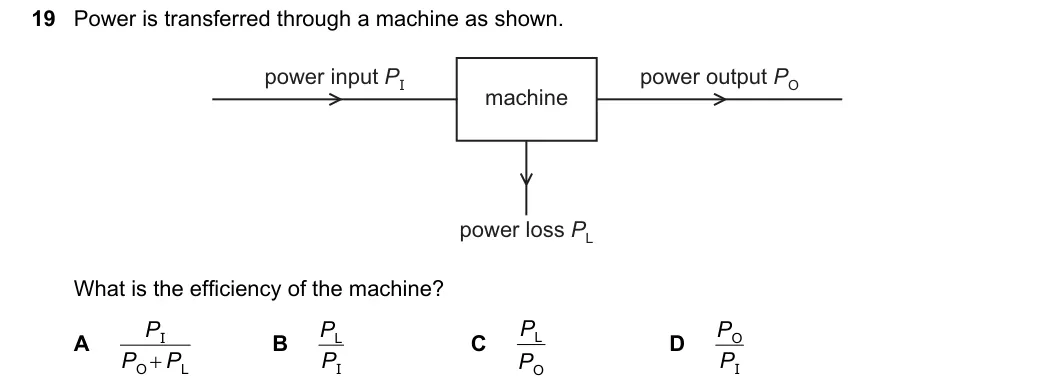 19 Power is transferred through a machine as shown.
power input P_I
machine
power output P_O
power loss P_L
What is the efficiency of the machine?
A P_I / (P_O + P_L) B P_L / P_I C P_L / P_O D P_O / P_I